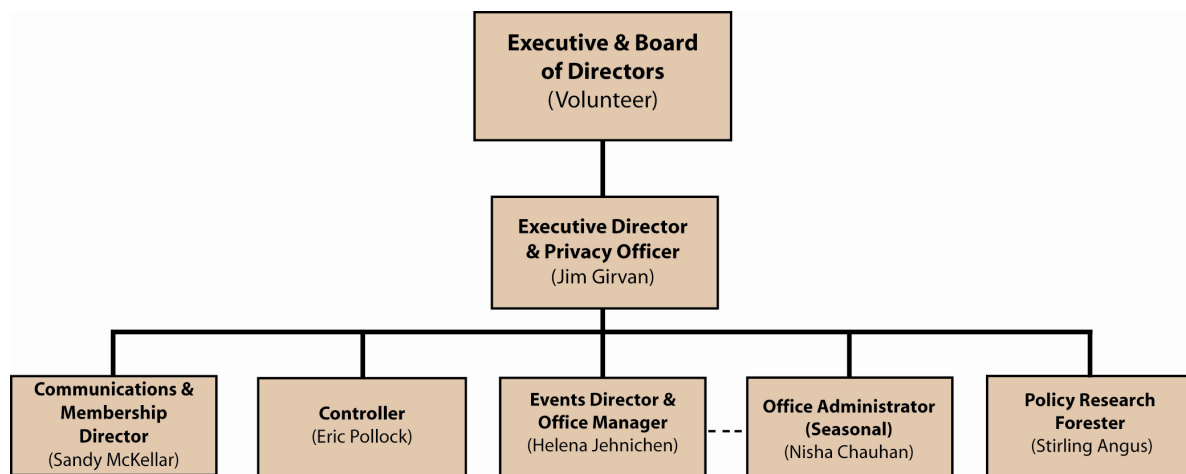 Executive & Board
of Directors
(Volunteer)
Executive Director
& Privacy Officer
(Jim Girvan)
Communications &
Membership
Director
(Sandy McKellar)
Controller
(Eric Pollock)
Events Director &
Office Manager
(Helena Jehnichen)
Office Administrator
(Seasonal)
(Nisha Chauhan)
Policy Research
Forester
(Stirling Angus)